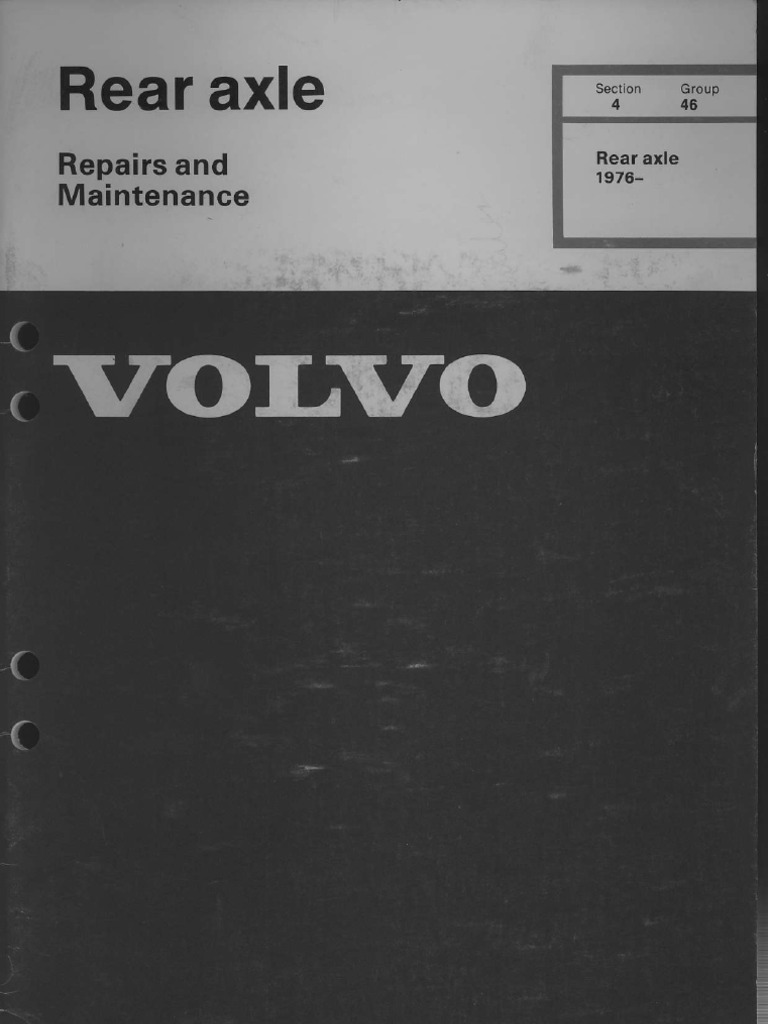 Rear axle
Repairs and
Maintenance
Section Group
4 46
Rear axle
1976–
VOLVO